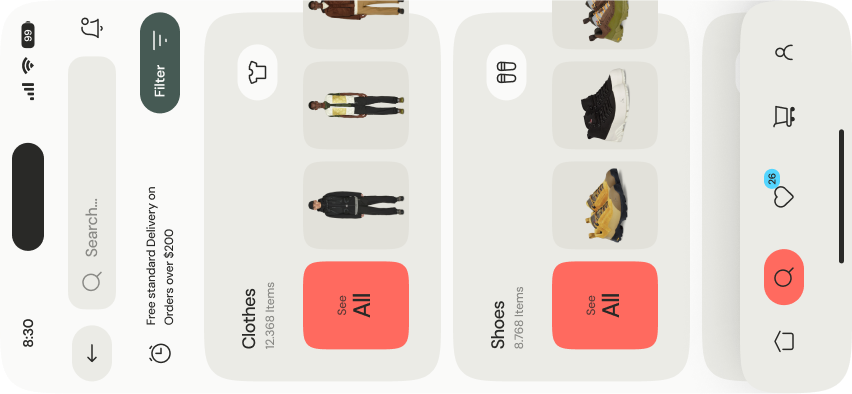 8:30
99
Search...
Free standard Delivery on
Orders over $200
Filter
Clothes
12.368 Items
See
All
Shoes
8.768 Items
See
All
26